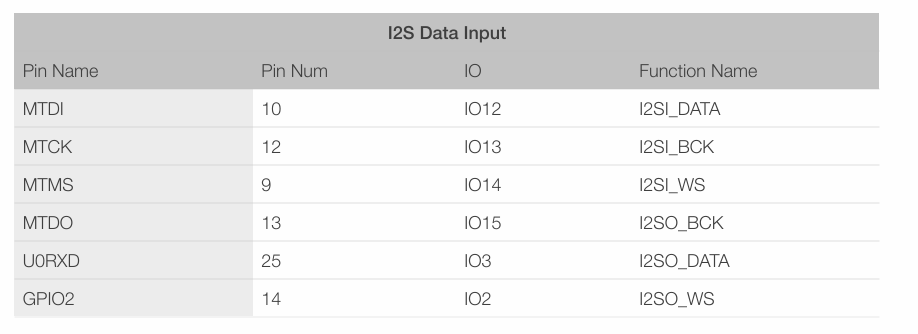 I2S Data Input
Pin Name Pin Num IO Function Name
MTDI 10 IO12 I2SI_DATA
MTCK 12 IO13 I2SI_BCK
MTMS 9 IO14 I2SI_WS
MTDO 13 IO15 I2SO_BCK
U0RXD 25 IO3 I2SO_DATA
GPIO2 14 IO2 I2SO_WS